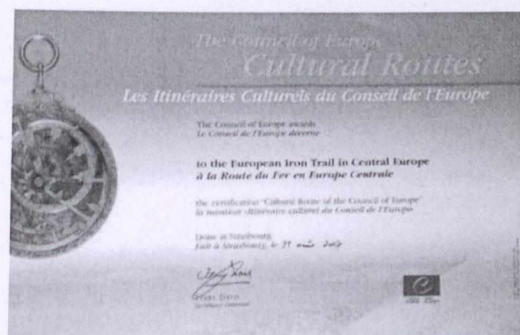 The Council of Europe
Cultural Routes
Les Itinéraires Culturels du Conseil de l'Europe
The Council of Europe awards
Le Conseil de l'Europe décerne
to the European Iron Trail in Central Europe
à la Route du Fer en Europe Centrale
the certification "Cultural Route of the Council of Europe"
la mention «Itinéraire culturel du Conseil de l'Europe»
Done in Strasbourg,
Fait à Strasbourg, le 31